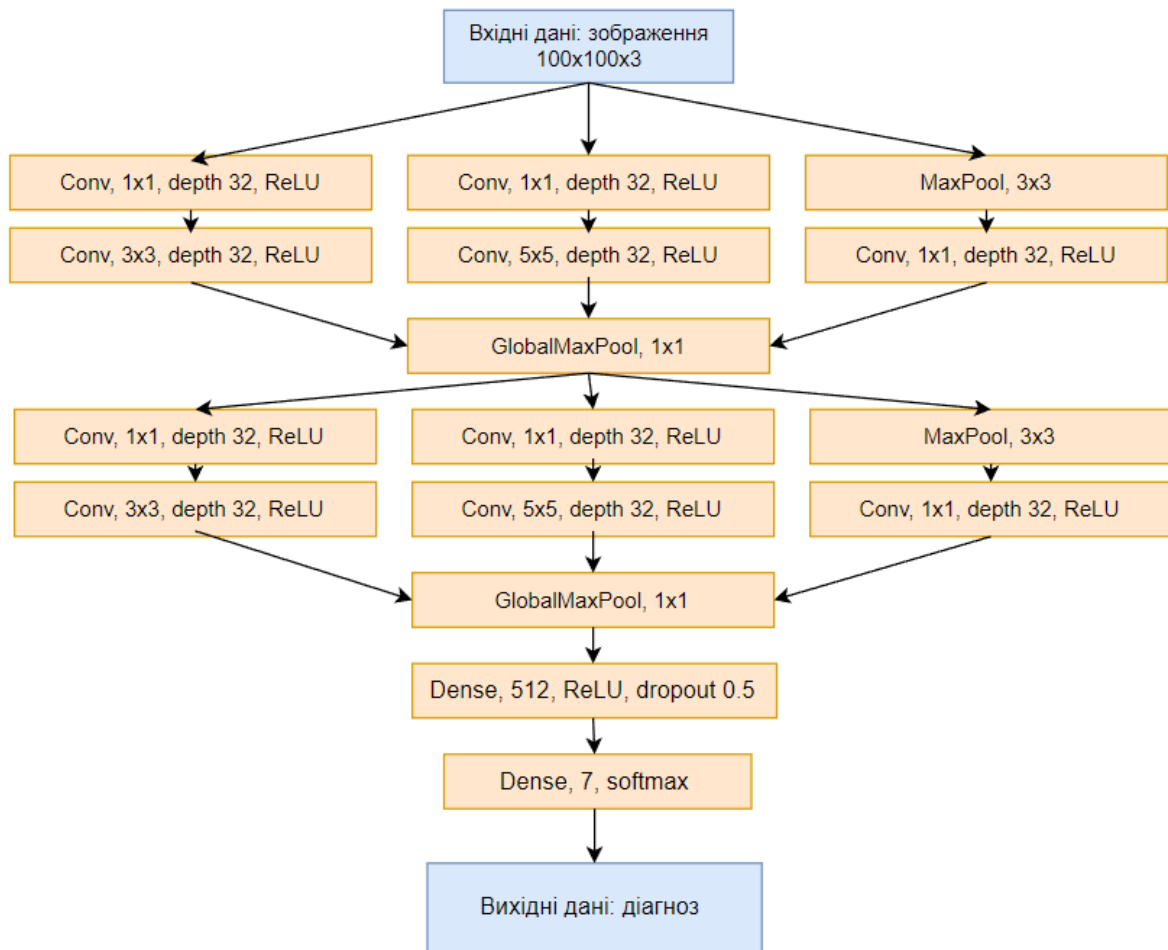 Вхідні дані: зображення
100x100x3
Conv, 1x1, depth 32, ReLU
Conv, 1x1, depth 32, ReLU
MaxPool, 3x3
Conv, 3x3, depth 32, ReLU
Conv, 5x5, depth 32, ReLU
Conv, 1x1, depth 32, ReLU
GlobalMaxPool, 1x1
Conv, 1x1, depth 32, ReLU
Conv, 1x1, depth 32, ReLU
MaxPool, 3x3
Conv, 3x3, depth 32, ReLU
Conv, 5x5, depth 32, ReLU
Conv, 1x1, depth 32, ReLU
GlobalMaxPool, 1x1
Dense, 512, ReLU, dropout 0.5
Dense, 7, softmax
Вихідні дані: діагноз